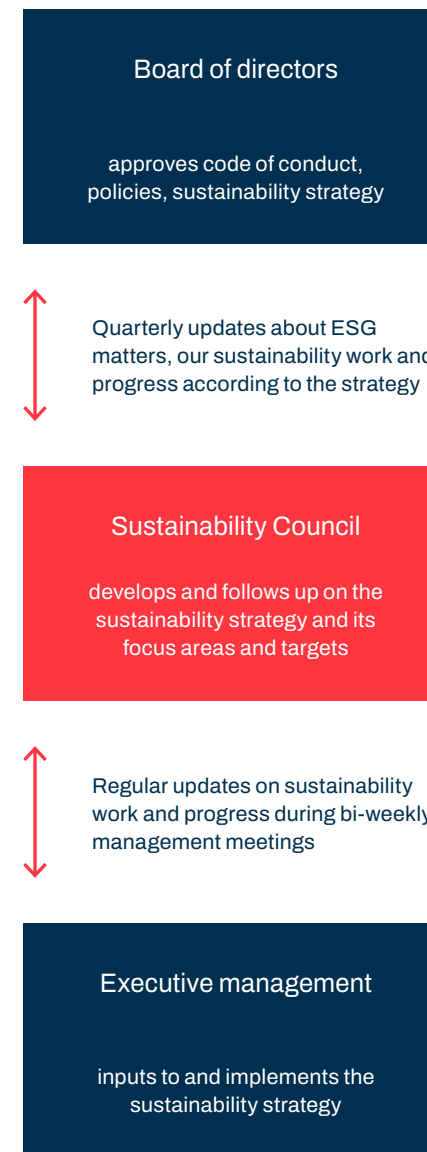 Board of directors
approves code of conduct,
policies, sustainability strategy
Quarterly updates about ESG
matters, our sustainability work and
progress according to the strategy
Sustainability Council
develops and follows up on the
sustainability strategy and its
focus areas and targets
Regular updates on sustainability
work and progress during bi-weekly
management meetings
Executive management
inputs to and implements the
sustainability strategy